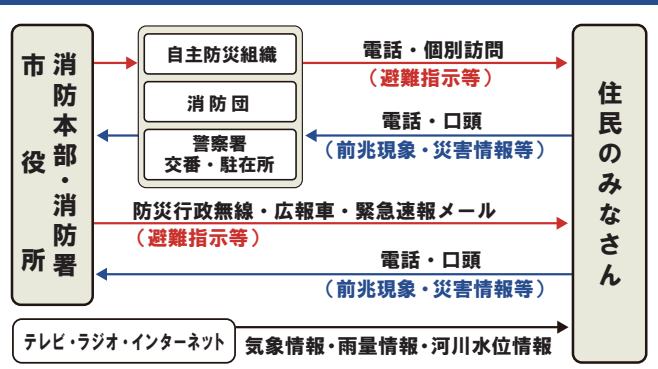 市役所
消防本部・消防署
自主防災組織
消防団
警察署
交番・駐在所
電話・個別訪問
（避難指示等）
電話・口頭
（前兆現象・災害情報等）
防災行政無線・広報車・緊急速報メール
（避難指示等）
電話・口頭
（前兆現象・災害情報等）
住民のみなさん
テレビ・ラジオ・インターネット
気象情報・雨量情報・河川水位情報